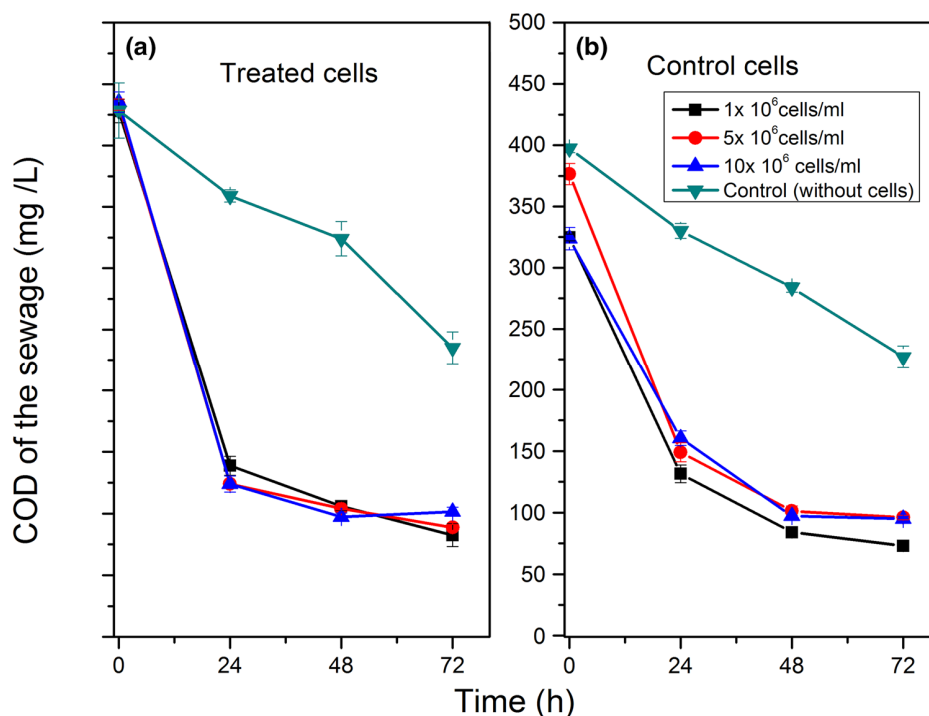 COD of the sewage (mg /L)
(a)
Treated cells
0
24
48
72
500
450
400
350
300
250
200
150
100
50
0
(b)
Control cells
1x 10⁶cells/ml
5x 10⁶cells/ml
10x 10⁶ cells/ml
Control (without cells)
0
24
48
72
Time (h)